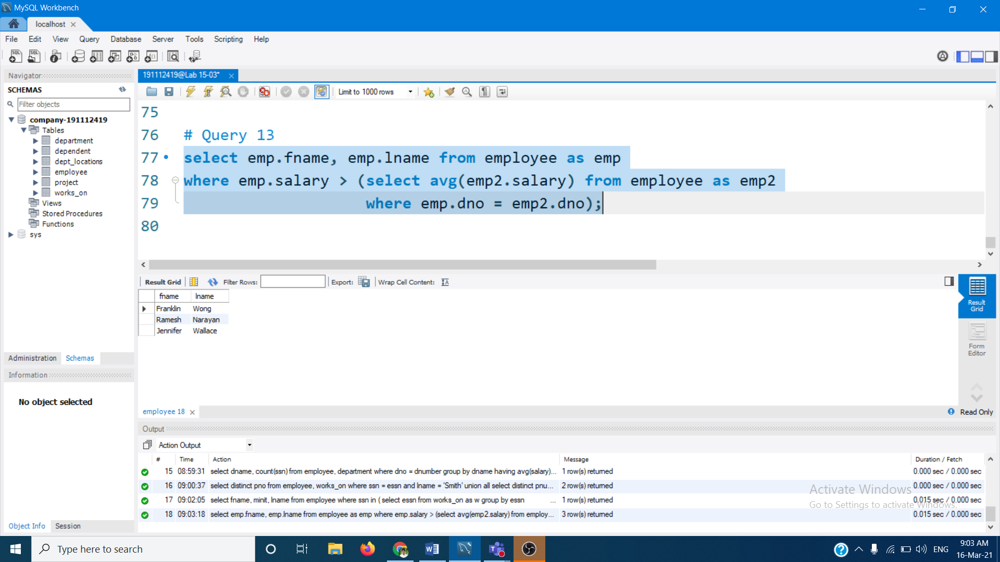 MySQL Workbench
localhost
File Edit View Query Database Server Tools Scripting Help
Navigator
SCHEMAS
Filter objects
company-191112419
Tables
department
dependent
dept_locations
employee
project
works_on
Views
Stored Procedures
Functions
sys
Administration Schemas
Information
No object selected
Object Info Session
191112419@Lab 15-03*
Limit to 1000 rows
75
76 # Query 13
77 select emp.fname, emp.lname from employee as emp
78 where emp.salary > (select avg(emp2.salary) from employee as emp2
79 where emp.dno = emp2.dno);
80
Result Grid Filter Rows: Export: Wrap Cell Content:
fname lname
Franklin Wong
Ramesh Narayan
Jennifer Wallace
Result Grid
Form Editor
employee 18
Read Only
Output
Action Output
# Time Action Message Duration / Fetch
15 08:59:31 select dname, count(ssn) from employee, department where dno = dnumber group by dname having avg(salary)... 1 row(s) returned 0.000 sec / 0.000 sec
16 09:00:37 select distinct pno from employee, works_on where ssn = essn and lname = 'Smith' union all select distinct pnu... 2 row(s) returned 0.000 sec / 0.000 sec
17 09:02:05 select fname, minit, lname from employee where ssn in ( select essn from works_on as w group by essn ... 1 row(s) returned 0.015 sec / 0.000 sec
18 09:03:18 select emp.fname, emp.lname from employee as emp where emp.salary > (select avg(emp2.salary) from employ... 3 row(s) returned 0.015 sec / 0.000 sec
Activate Windows
Go to Settings to activate Windows.
Type here to search
ENG
9:03 AM
16-Mar-21